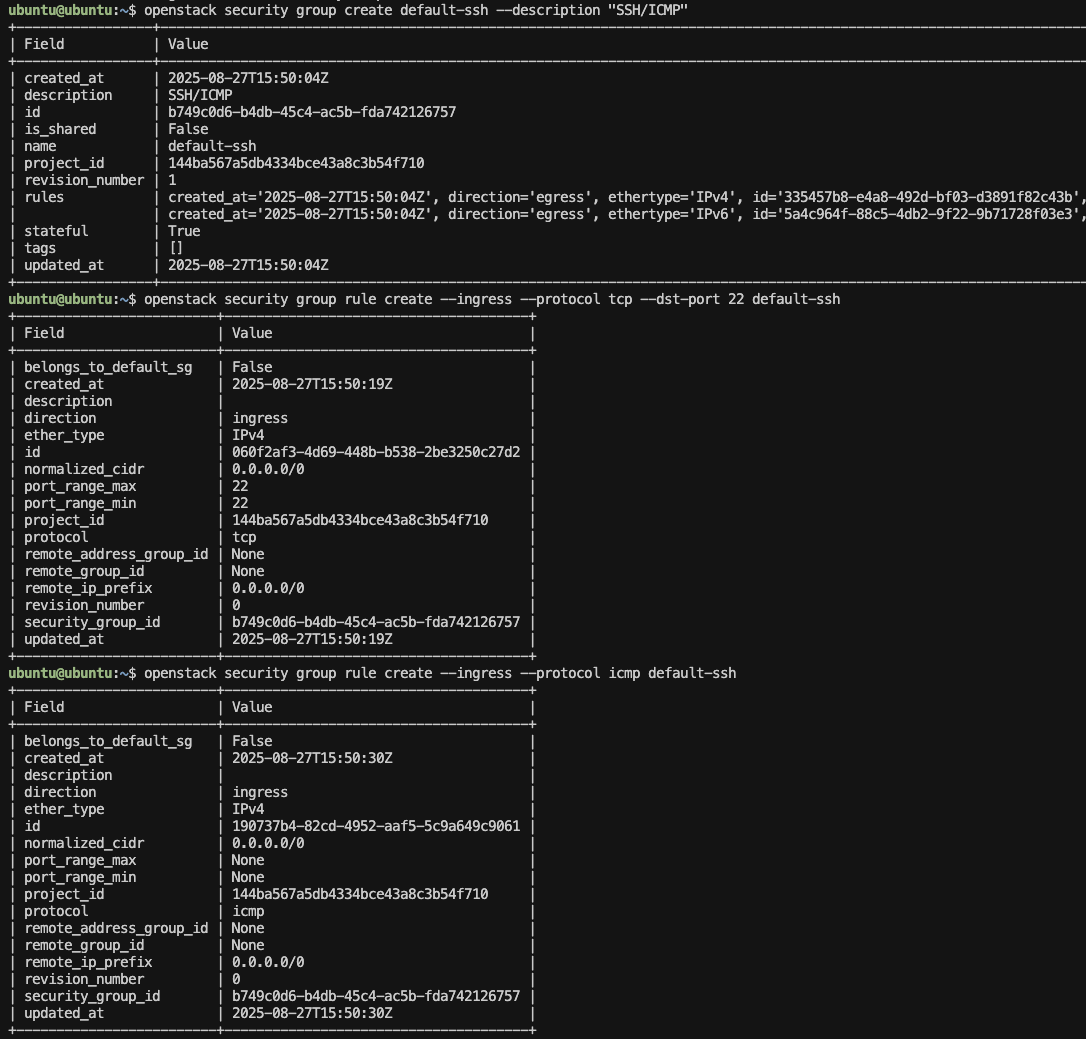 ubuntu@ubuntu:~$ openstack security group create default-ssh --description "SSH/ICMP"
| Field | Value
| created_at | 2025-08-27T15:50:04Z
| description | SSH/ICMP
| id | b749c0d6-b4db-45c4-ac5b-fda742126757
| is_shared | False
| name | default-ssh
| project_id | 144ba567a5db4334bce43a8c3b54f710
| revision_number | 1
| rules | created_at='2025-08-27T15:50:04Z', direction='egress', ethertype='IPv4', id='335457b8-e4a8-492d-bf03-d3891f82c43b',
| | created_at='2025-08-27T15:50:04Z', direction='egress', ethertype='IPv6', id='5a4c964f-88c5-4db2-9f22-9b71728f03e3',
| stateful | True
| tags | []
| updated_at | 2025-08-27T15:50:04Z
ubuntu@ubuntu:~$ openstack security group rule create --ingress --protocol tcp --dst-port 22 default-ssh
| Field | Value |
| belongs_to_default_sg | False |
| created_at | 2025-08-27T15:50:19Z |
| description | |
| direction | ingress |
| ether_type | IPv4 |
| id | 060f2af3-4d69-448b-b538-2be3250c27d2 |
| normalized_cidr | 0.0.0.0/0 |
| port_range_max | 22 |
| port_range_min | 22 |
| project_id | 144ba567a5db4334bce43a8c3b54f710 |
| protocol | tcp |
| remote_address_group_id | None |
| remote_group_id | None |
| remote_ip_prefix | 0.0.0.0/0 |
| revision_number | 0 |
| security_group_id | b749c0d6-b4db-45c4-ac5b-fda742126757 |
| updated_at | 2025-08-27T15:50:19Z |
ubuntu@ubuntu:~$ openstack security group rule create --ingress --protocol icmp default-ssh
| Field | Value |
| belongs_to_default_sg | False |
| created_at | 2025-08-27T15:50:30Z |
| description | |
| direction | ingress |
| ether_type | IPv4 |
| id | 190737b4-82cd-4952-aaf5-5c9a649c9061 |
| normalized_cidr | 0.0.0.0/0 |
| port_range_max | None |
| port_range_min | None |
| project_id | 144ba567a5db4334bce43a8c3b54f710 |
| protocol | icmp |
| remote_address_group_id | None |
| remote_group_id | None |
| remote_ip_prefix | 0.0.0.0/0 |
| revision_number | 0 |
| security_group_id | b749c0d6-b4db-45c4-ac5b-fda742126757 |
| updated_at | 2025-08-27T15:50:30Z |